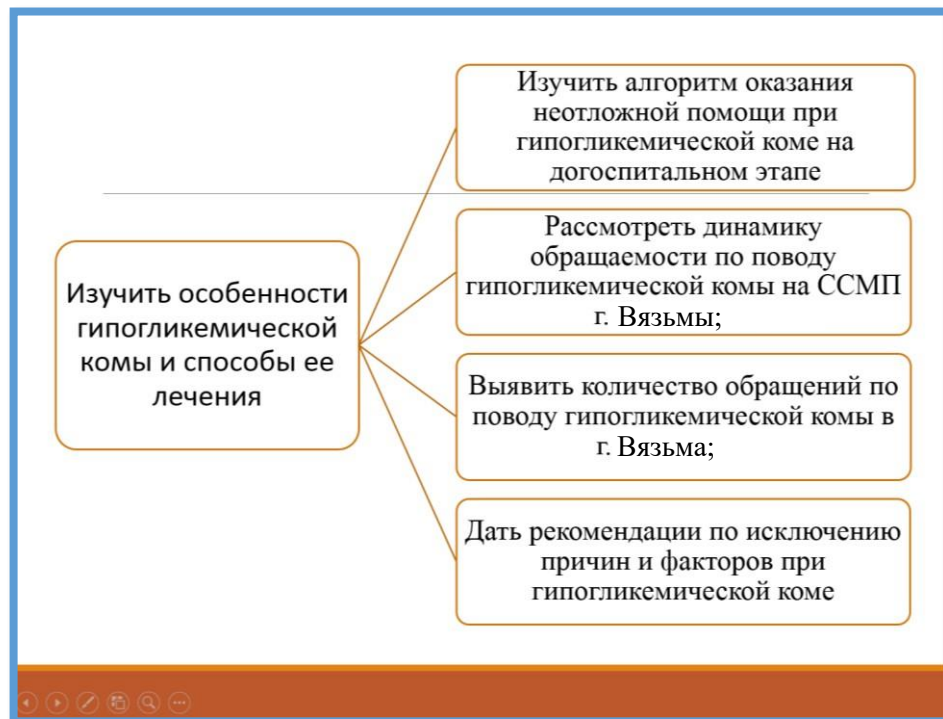 Изучить особенности
гипогликемической
комы и способы ее
лечения
Изучить алгоритм оказания
неотложной помощи при
гипогликемической коме на
догоспитальном этапе
Рассмотреть динамику
обращаемости по поводу
гипогликемической комы на ССМП
г. Вязьмы;
Выявить количество обращений по
поводу гипогликемической комы в
г. Вязьма;
Дать рекомендации по исключению
причин и факторов при
гипогликемической коме